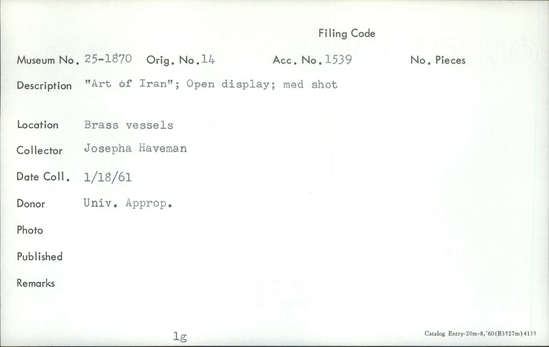 Filing Code
Museum No. 25-1870 Orig. No. 14 Acc. No. 1539 No. Pieces
Description "Art of Iran"; Open display; med shot
Location Brass vessels
Collector Josepha Haveman
Date Coll. 1/18/61
Donor Univ. Approp.
Photo
Published
Remarks
lg
Catalog Entry-20m-8,'60(B3927m)4139